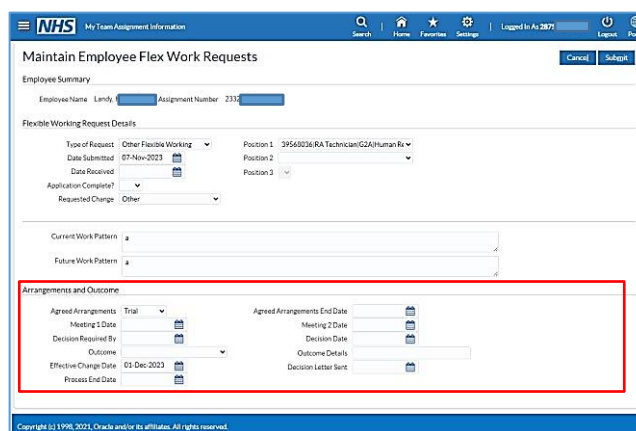 NHS My Team Assignment Information Search Home Favorites Settings Logged In As 2871 Logout
Maintain Employee Flex Work Requests Cancel Submit
Employee Summary
Employee Name Landy, Assignment Number 2332
Flexible Working Request Details
Type of Request Other Flexible Working Position 1 39568036|RA Technician|G2A|Human Re
Date Submitted 07-Nov-2023 Position 2
Date Received Position 3
Application Complete?
Requested Change Other
Current Work Pattern a
Future Work Pattern a
Arrangements and Outcome
Agreed Arrangements Trial Agreed Arrangements End Date
Meeting 1 Date Meeting 2 Date
Decision Required By Decision Date
Outcome Outcome Details
Effective Change Date 01-Dec-2023 Decision Letter Sent
Process End Date
Copyright (c) 1998, 2021, Oracle and/or its affiliates. All rights reserved.